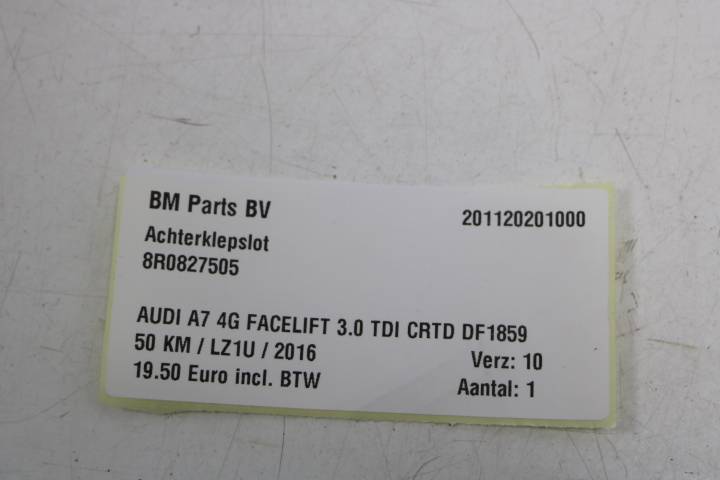 BM Parts BV
201120201000
Achterklepslot
8R0827505
AUDI A7 4G FACELIFT 3.0 TDI CRTD DF1859
50 KM / LZ1U / 2016
Verz: 10
19.50 Euro incl. BTW
Aantal: 1